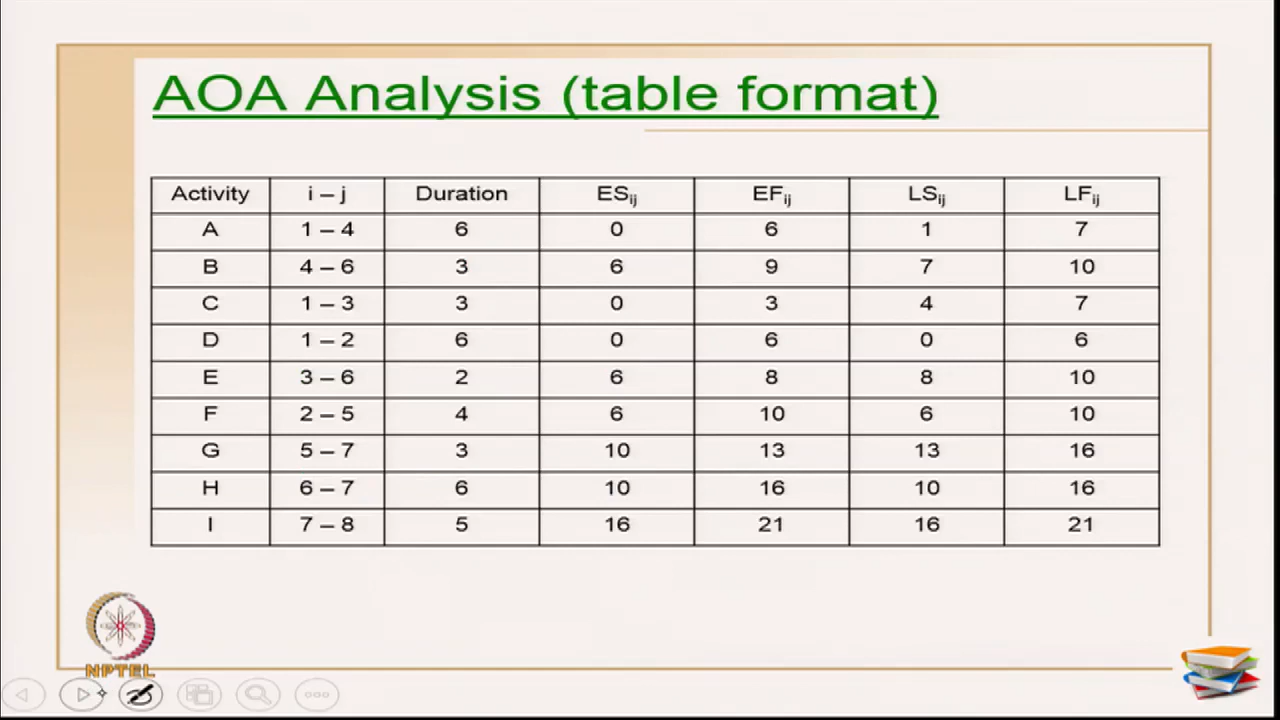 AOA Analysis (table format)
Activity i – j Duration ESij EFij LSij LFij
A 1 – 4 6 0 6 1 7
B 4 – 6 3 6 9 7 10
C 1 – 3 3 0 3 4 7
D 1 – 2 6 0 6 0 6
E 3 – 6 2 6 8 8 10
F 2 – 5 4 6 10 6 10
G 5 – 7 3 10 13 13 16
H 6 – 7 6 10 16 10 16
I 7 – 8 5 16 21 16 21
NPTEL